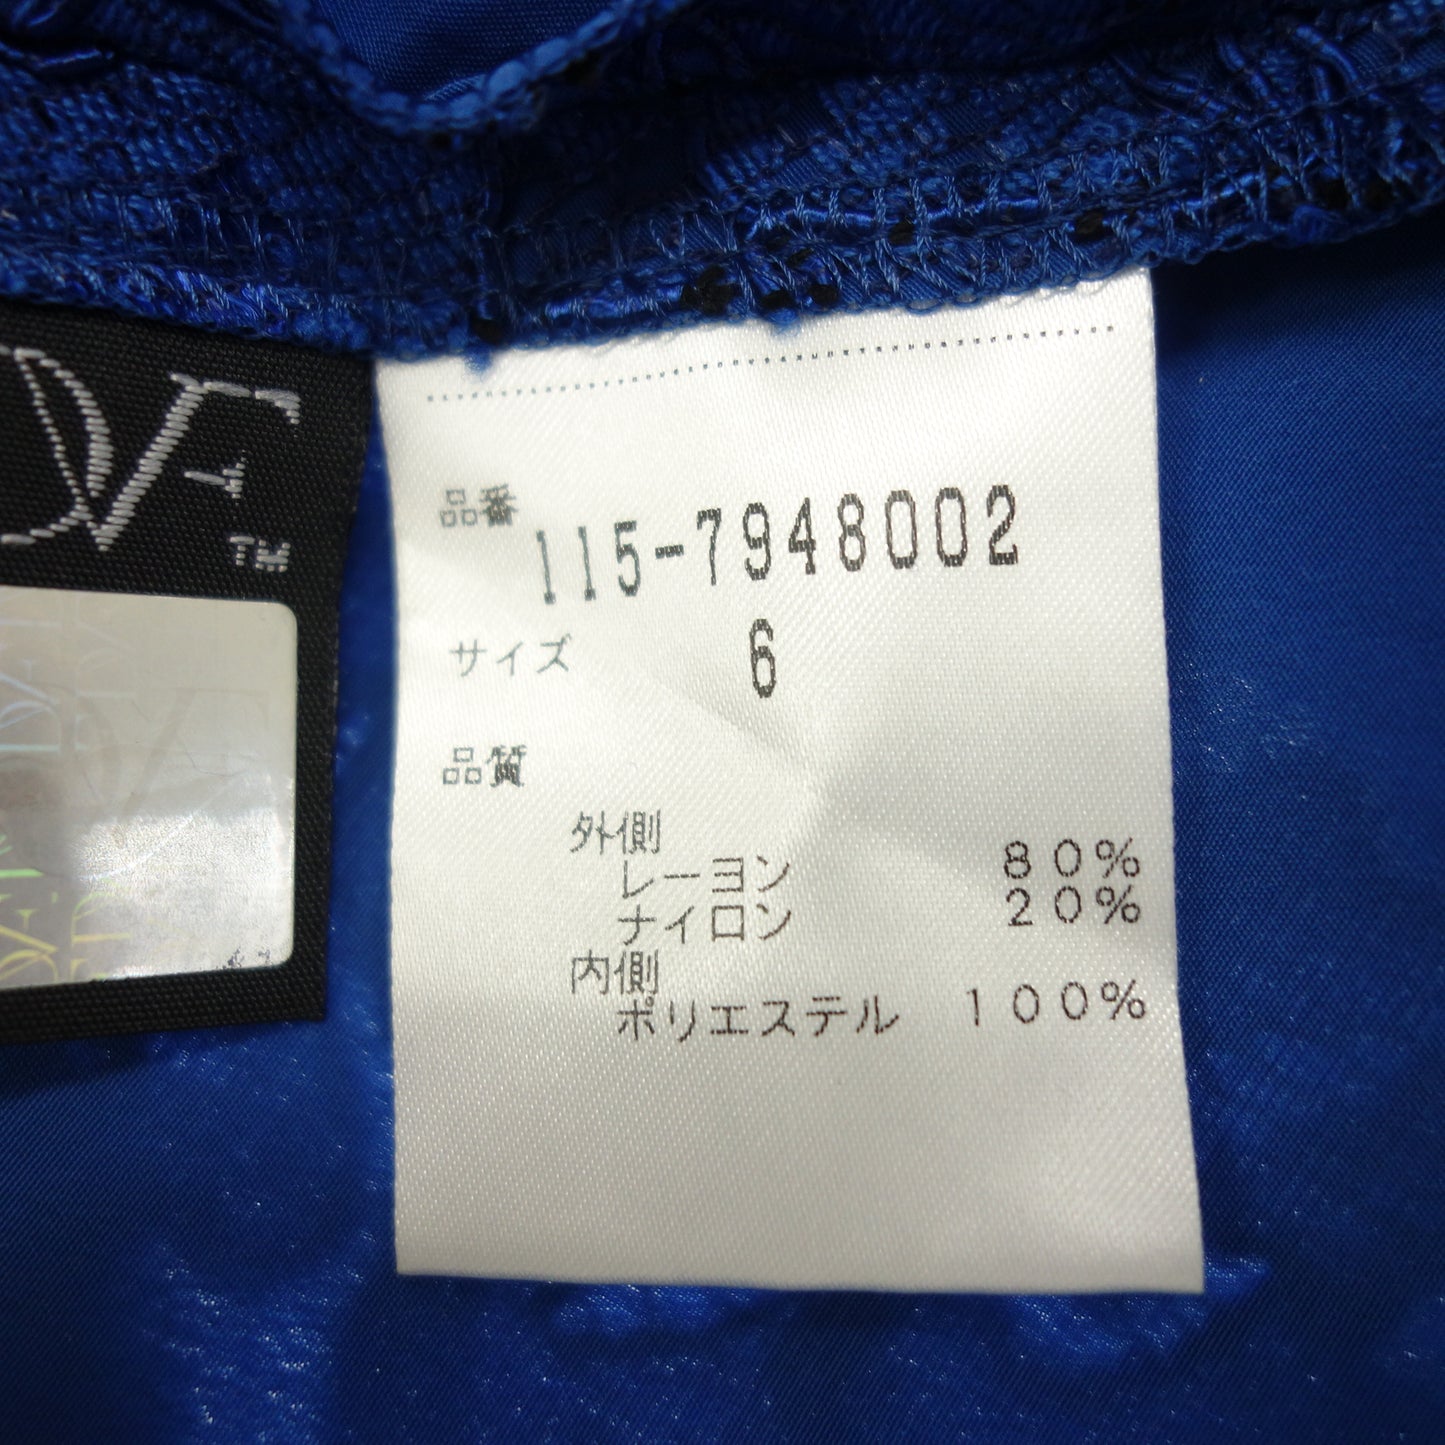 DVF
TM
品番 115-7948002
サイズ 6
品質
外側
レーヨン 80%
ナイロン 20%
内側
ポリエステル 100%